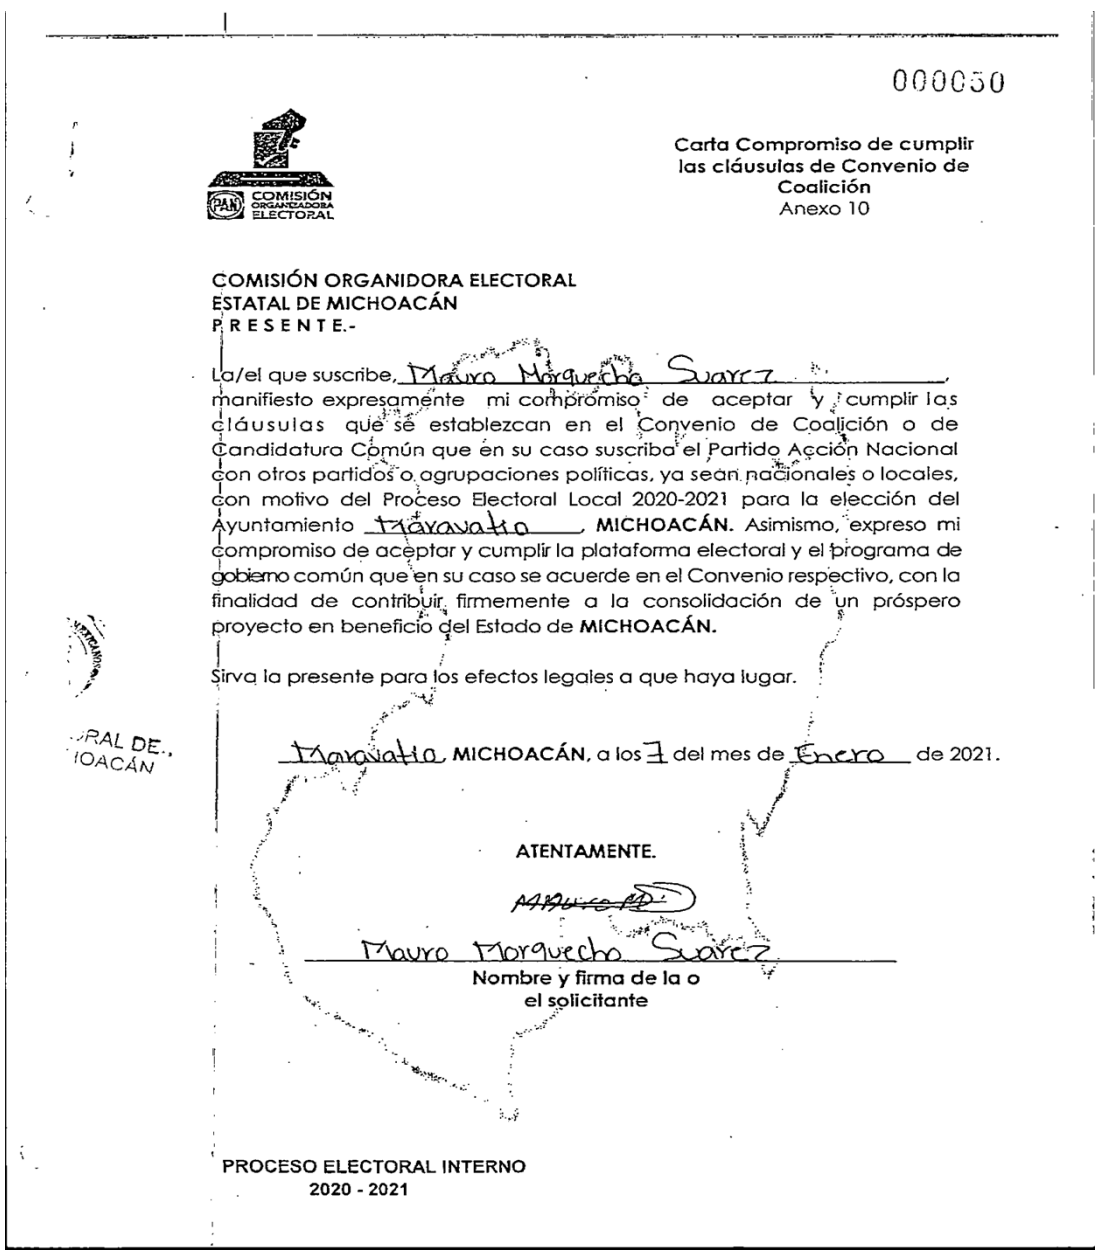 000050
Carta Compromiso de cumplir
las cláusulas de Convenio de
Coalición
Anexo 10
PAN
COMISIÓN
ORGANIZADORA
ELECTORAL
COMISIÓN ORGANIDORA ELECTORAL
ESTATAL DE MICHOACÁN
P R E S E N T E.-
La/el que suscribe, Mauro Morquecho Suarez,
manifiesto expresamente mi compromiso de aceptar y cumplir las
cláusulas que se establezcan en el Convenio de Coalición o de
Candidatura Común que en su caso suscriba el Partido Acción Nacional
con otros partidos o agrupaciones políticas, ya sean nacionales o locales,
con motivo del Proceso Electoral Local 2020-2021 para la elección del
Ayuntamiento Maravatio, MICHOACÁN. Asimismo, expreso mi
compromiso de aceptar y cumplir la plataforma electoral y el programa de
gobierno común que en su caso se acuerde en el Convenio respectivo, con la
finalidad de contribuir firmemente a la consolidación de un próspero
proyecto en beneficio del Estado de MICHOACÁN.
Sirva la presente para los efectos legales a que haya lugar.
RAL DE
OACÁN
Maravatio, MICHOACÁN, a los 7 del mes de Enero de 2021.
ATENTAMENTE.
Mauro Morquecho Suarez
Nombre y firma de la o
el solicitante
PROCESO ELECTORAL INTERNO
2020 - 2021